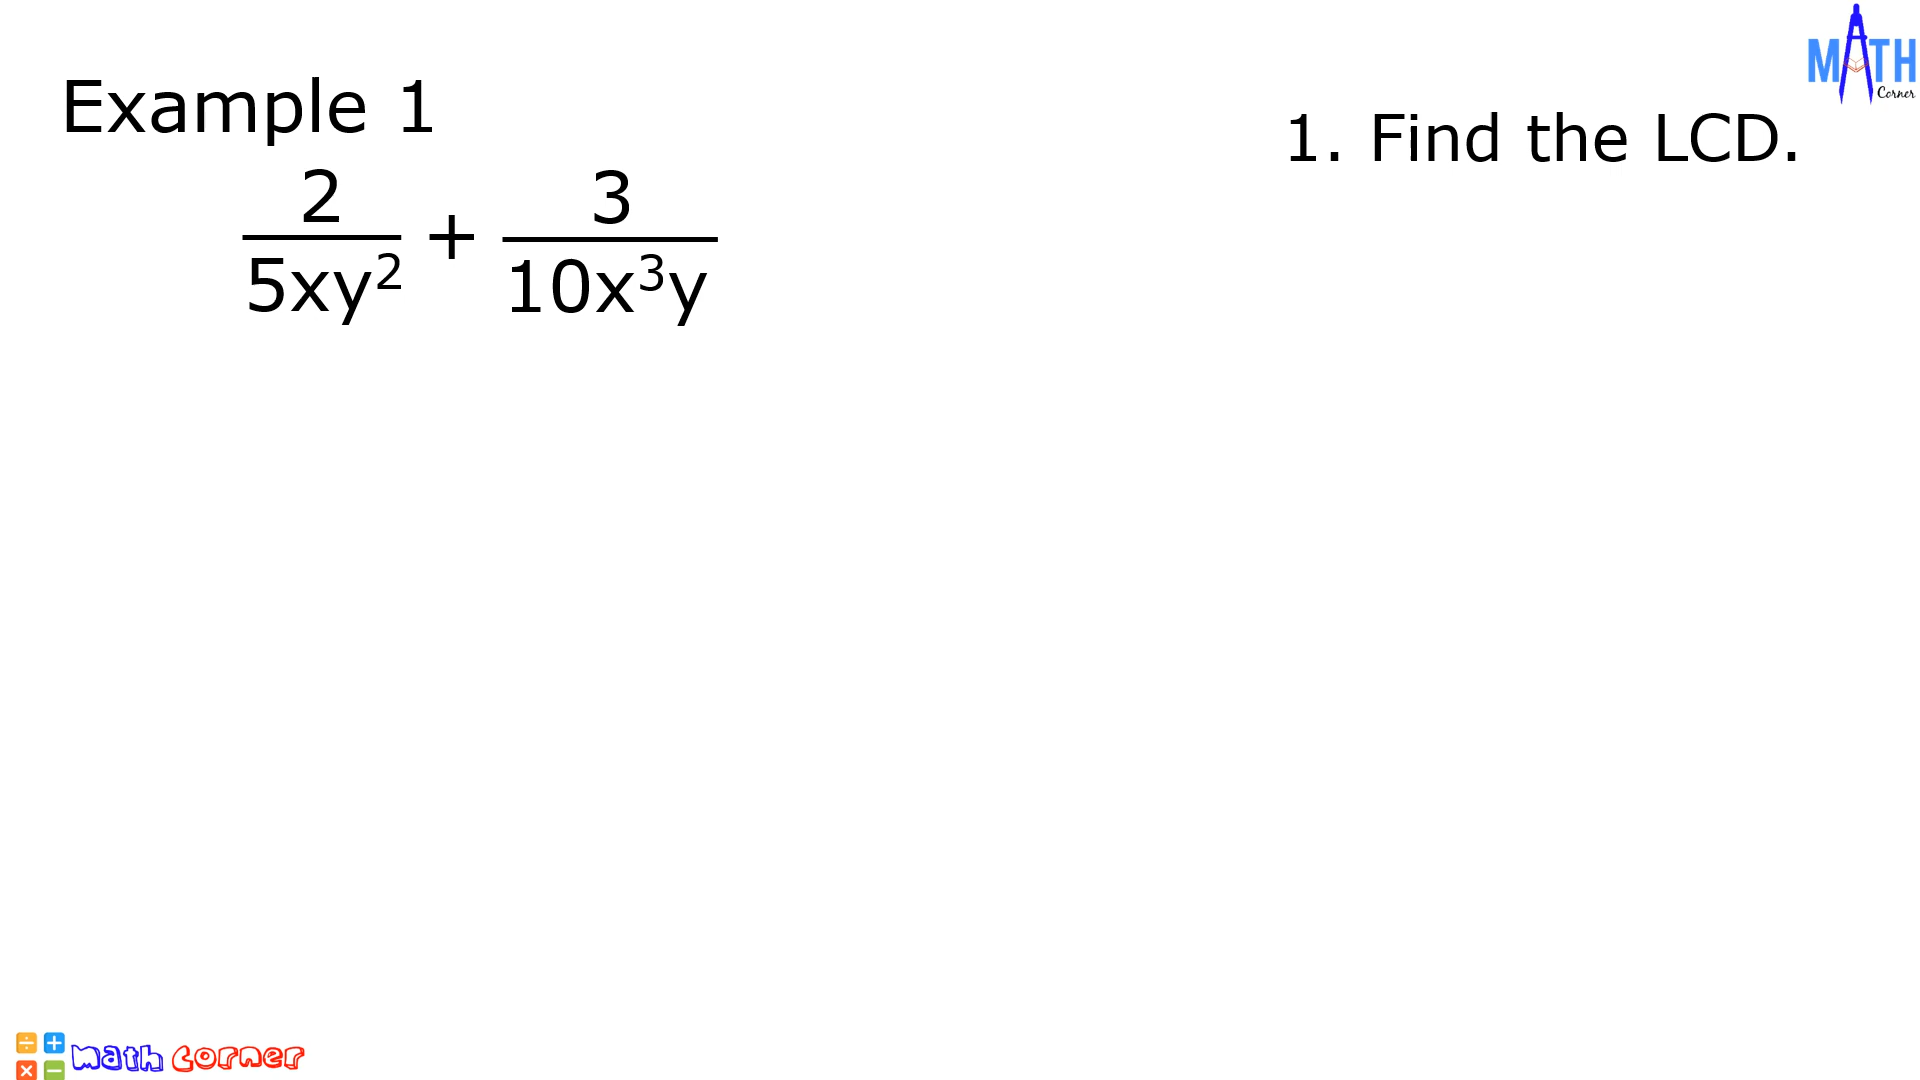 MATH
Corner
Example 1
1. Find the LCD.
2 3
— + —
5xy² 10x³y
÷ +
× − math corner